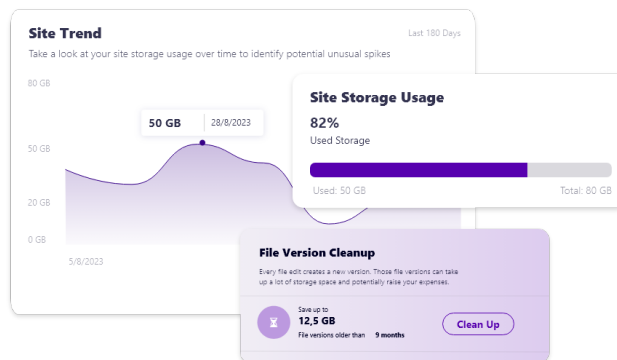 Site Trend
Last 180 Days
Take a look at your site storage usage over time to identify potential unusual spikes
80 GB
50 GB
20 GB
0 GB
50 GB
28/8/2023
5/8/2023
Site Storage Usage
82%
Used Storage
Used: 50 GB
Total: 80 GB
File Version Cleanup
Every file edit creates a new version. Those file versions can take
up a lot of storage space and potentially raise your expenses.
Save up to
12,5 GB
File versions older than 9 months
Clean Up